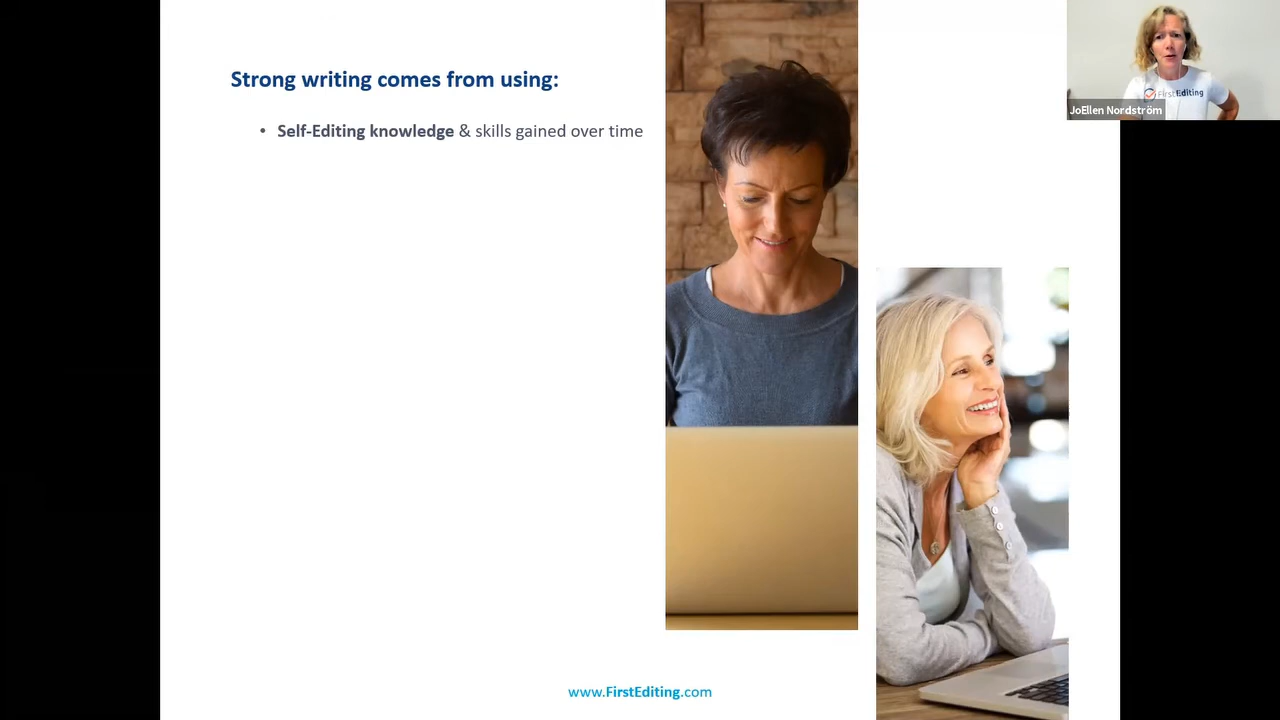 Strong writing comes from using:
• Self-Editing knowledge & skills gained over time
FirstEditing
JoEllen Nordström
www.FirstEditing.com